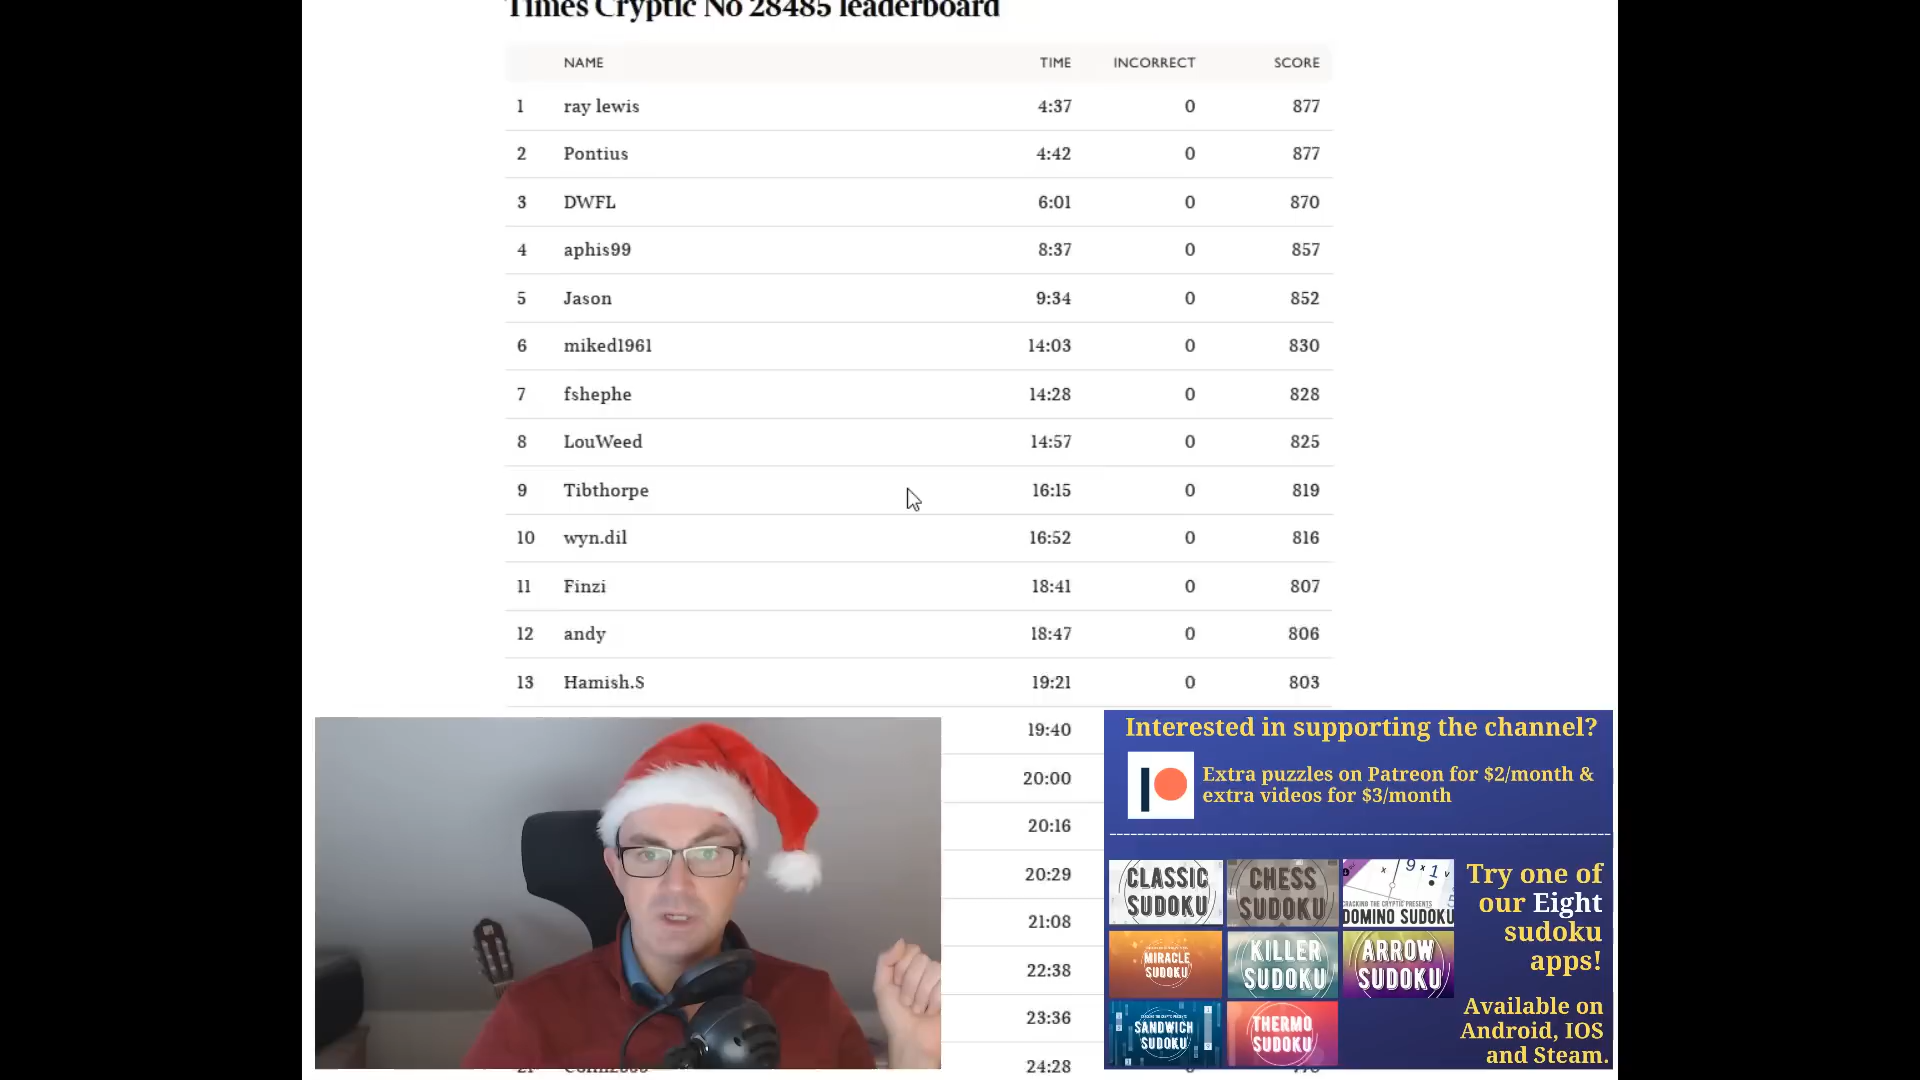 Times Cryptic No 28485 leaderboard
NAME TIME INCORRECT SCORE
1 ray lewis 4:37 0 877
2 Pontius 4:42 0 877
3 DWFL 6:01 0 870
4 aphis99 8:37 0 857
5 Jason 9:34 0 852
6 miked1961 14:03 0 830
7 fshephe 14:28 0 828
8 LouWeed 14:57 0 825
9 Tibthorpe 16:15 0 819
10 wyn.dil 16:52 0 816
11 Finzi 18:41 0 807
12 andy 18:47 0 806
13 Hamish.S 19:21 0 803
19:40
20:00
20:16
20:29
21:08
22:38
23:36
24:28
Interested in supporting the channel?
Extra puzzles on Patreon for $2/month &
extra videos for $3/month
CLASSIC
SUDOKU
CHESS
SUDOKU
CRACKING THE CRYPTIC PRESENTS
DOMINO SUDOKU
MIRACLE
SUDOKU
KILLER
SUDOKU
ARROW
SUDOKU
SANDWICH
SUDOKU
THERMO
SUDOKU
Try one of
our Eight
sudoku
apps!
Available on
Android, IOS
and Steam.